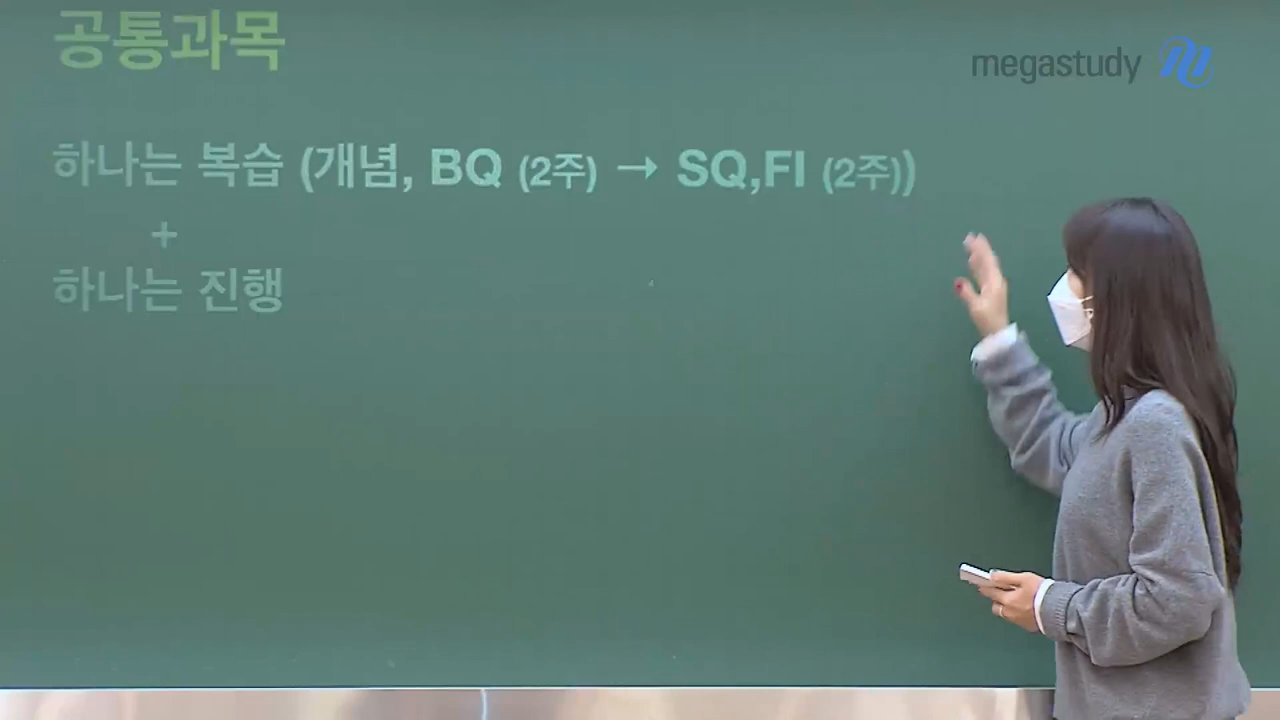 공통과목
megastudy
하나는 복습 (개념, BQ (2주) → SQ,FI (2주))
+
하나는 진행